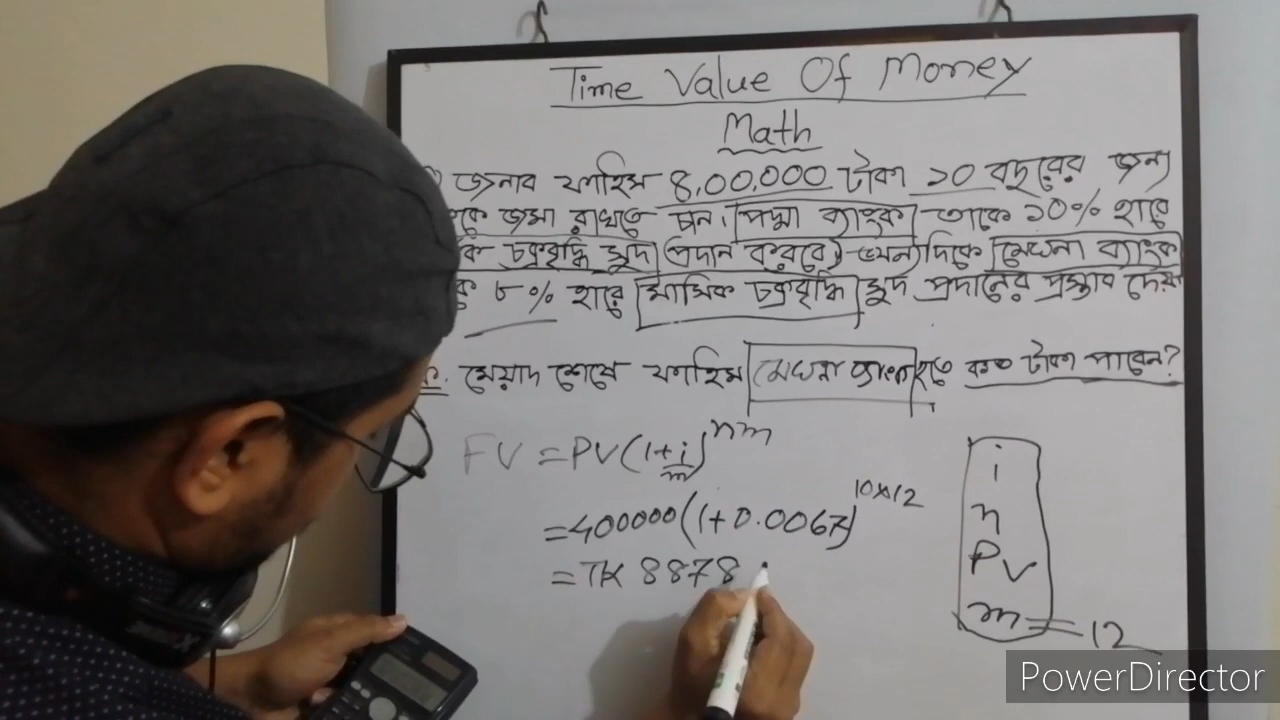 Time Value Of Money
Math
জনাব ফাহিম ৪,০০,০০০ টাকা ১০ বছরের জন্য
জমা রাখতে চান। পদ্মা ব্যাংক তাকে ১০% হারে
চক্রবৃদ্ধি সুদ প্রদান করবে। অন্যদিকে মেঘনা ব্যাংক
৮% হারে মাসিক চক্রবৃদ্ধি সুদ প্রদানের প্রস্তাব দেয়।
ক. মেয়াদ শেষে ফাহিম মেঘনা ব্যাংক হতে কত টাকা পাবেন?
FV = PV(1+i/m)^nm
=400000(1+0.0067)^10×12
=TK 8878
i
n
PV
m = 12
PowerDirector